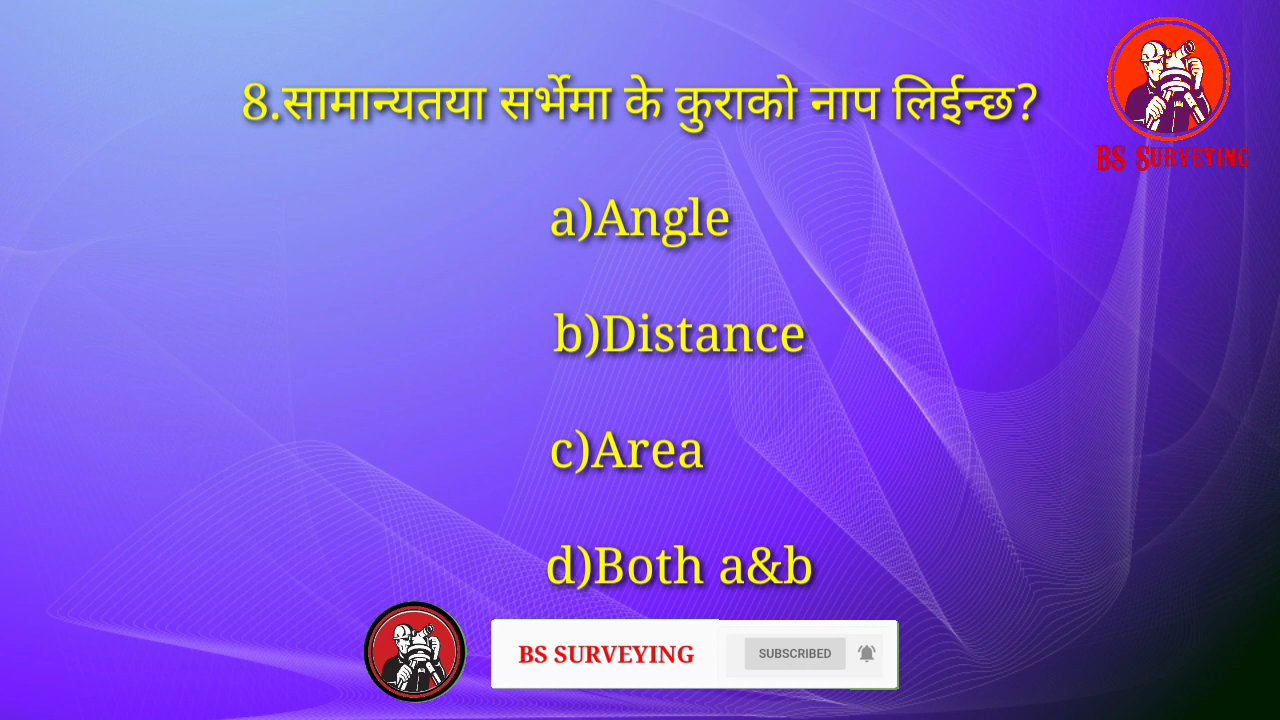 8.सामान्यतया सर्भेमा के कुराको नाप लिईन्छ?
BS SURVEYING
a)Angle
b)Distance
c)Area
d)Both a&b
BS SURVEYING
SUBSCRIBED